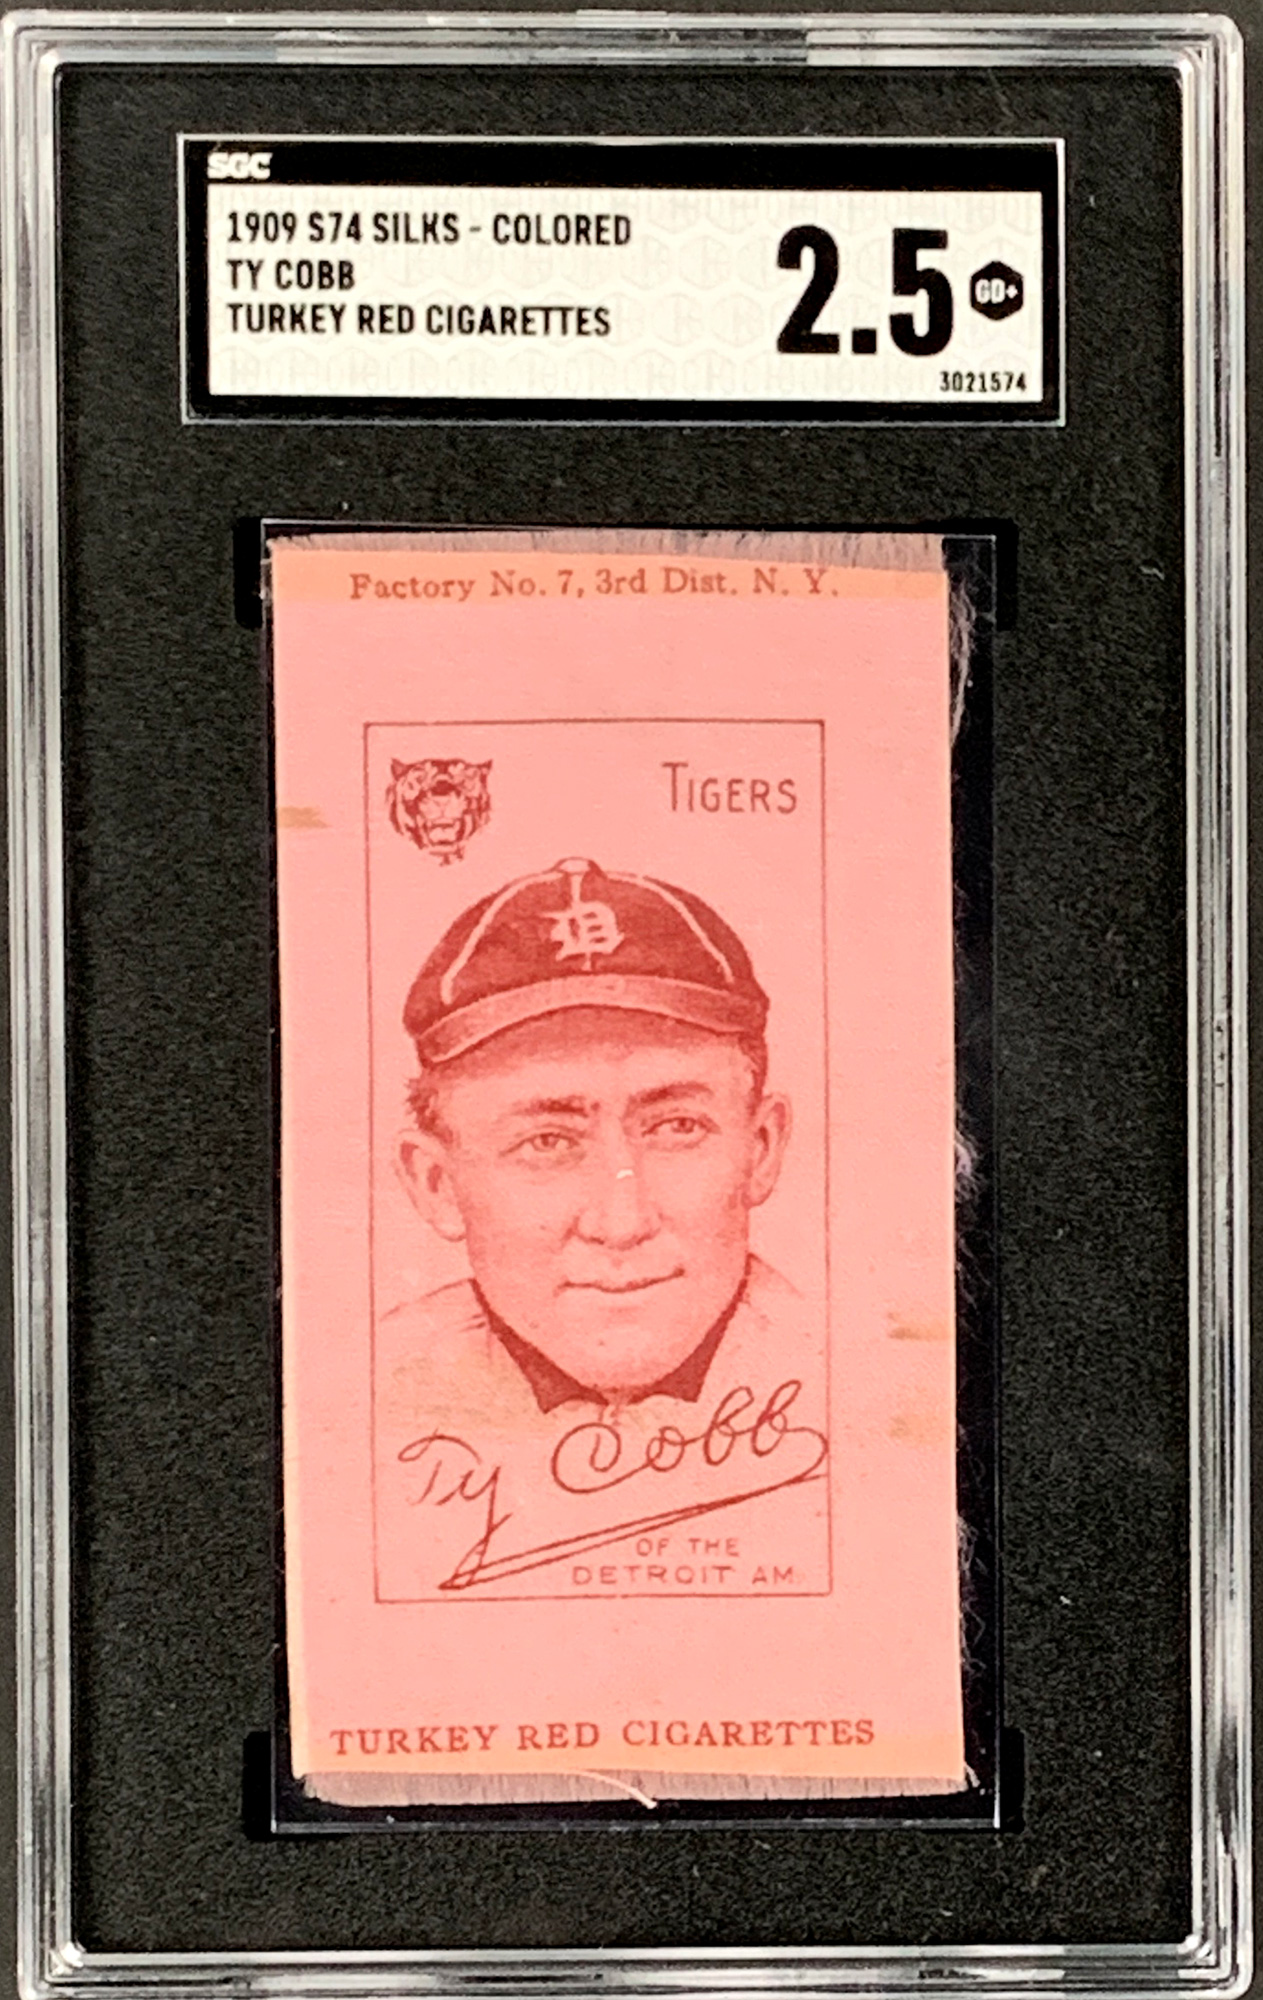 SGC
1909 S74 SILKS - COLORED
TY COBB
TURKEY RED CIGARETTES
2.5
GD+
3021574
Factory No. 7, 3rd Dist. N. Y.
TIGERS
D
Ty Cobb
OF THE
DETROIT AM.
TURKEY RED CIGARETTES